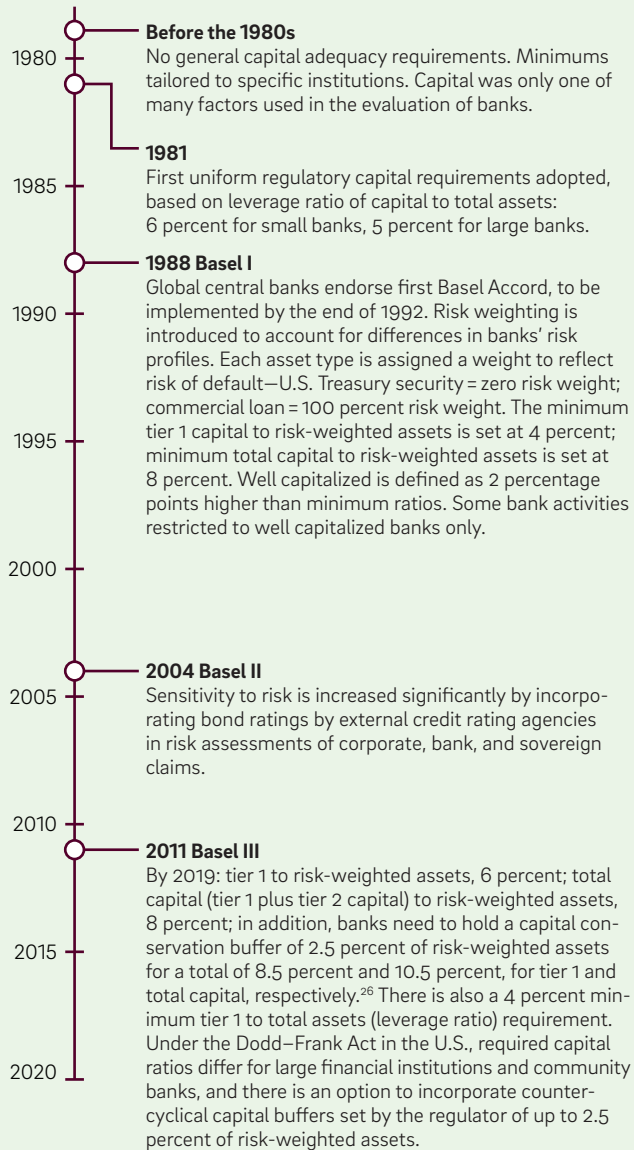 Before the 1980s
1980
No general capital adequacy requirements. Minimums
tailored to specific institutions. Capital was only one of
many factors used in the evaluation of banks.
1981
1985
First uniform regulatory capital requirements adopted,
based on leverage ratio of capital to total assets:
6 percent for small banks, 5 percent for large banks.
1988 Basel I
Global central banks endorse first Basel Accord, to be
1990
implemented by the end of 1992. Risk weighting is
introduced to account for differences in banks’ risk
profiles. Each asset type is assigned a weight to reflect
risk of default—U.S. Treasury security = zero risk weight;
commercial loan = 100 percent risk weight. The minimum
1995
tier 1 capital to risk-weighted assets is set at 4 percent;
minimum total capital to risk-weighted assets is set at
8 percent. Well capitalized is defined as 2 percentage
points higher than minimum ratios. Some bank activities
restricted to well capitalized banks only.
2000
2004 Basel II
2005
Sensitivity to risk is increased significantly by incorpo-
rating bond ratings by external credit rating agencies
in risk assessments of corporate, bank, and sovereign
claims.
2010
2011 Basel III
By 2019: tier 1 to risk-weighted assets, 6 percent; total
capital (tier 1 plus tier 2 capital) to risk-weighted assets,
8 percent; in addition, banks need to hold a capital con-
2015
servation buffer of 2.5 percent of risk-weighted assets
for a total of 8.5 percent and 10.5 percent, for tier 1 and
total capital, respectively.26 There is also a 4 percent min-
imum tier 1 to total assets (leverage ratio) requirement.
Under the Dodd–Frank Act in the U.S., required capital
2020
ratios differ for large financial institutions and community
banks, and there is an option to incorporate counter-
cyclical capital buffers set by the regulator of up to 2.5
percent of risk-weighted assets.